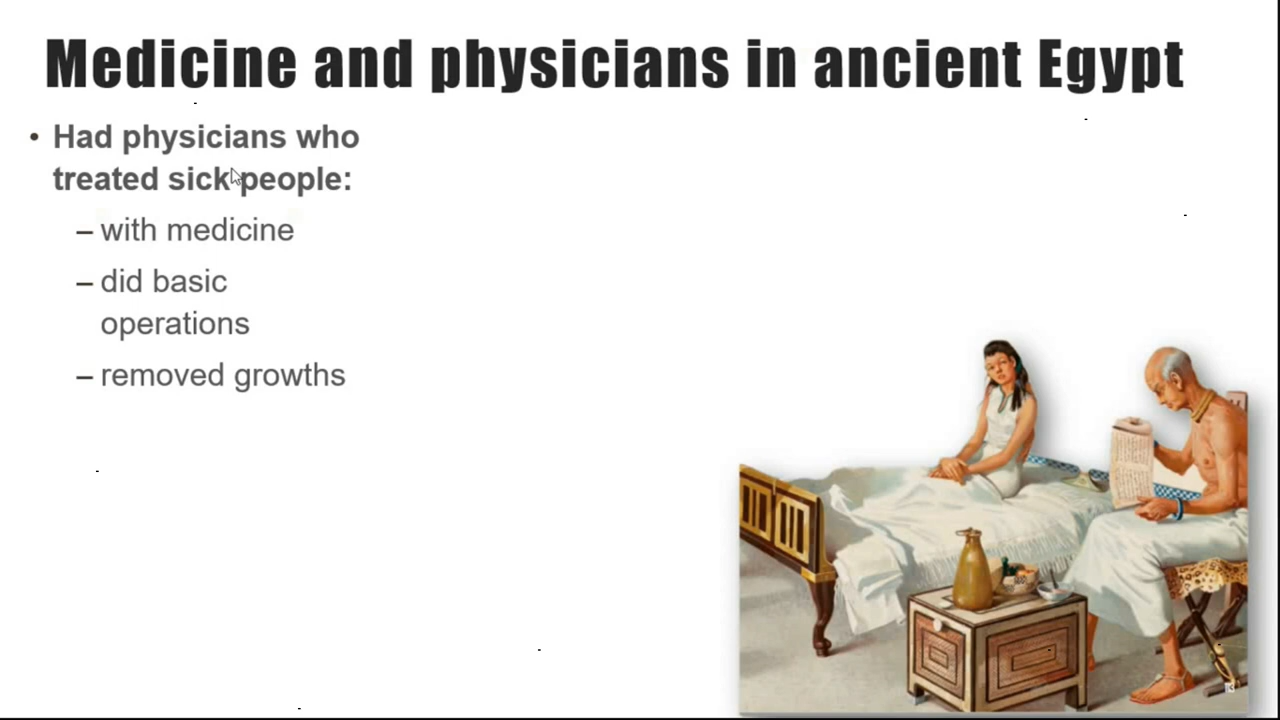 Medicine and physicians in ancient Egypt
• Had physicians who
treated sick people:
– with medicine
– did basic
operations
– removed growths